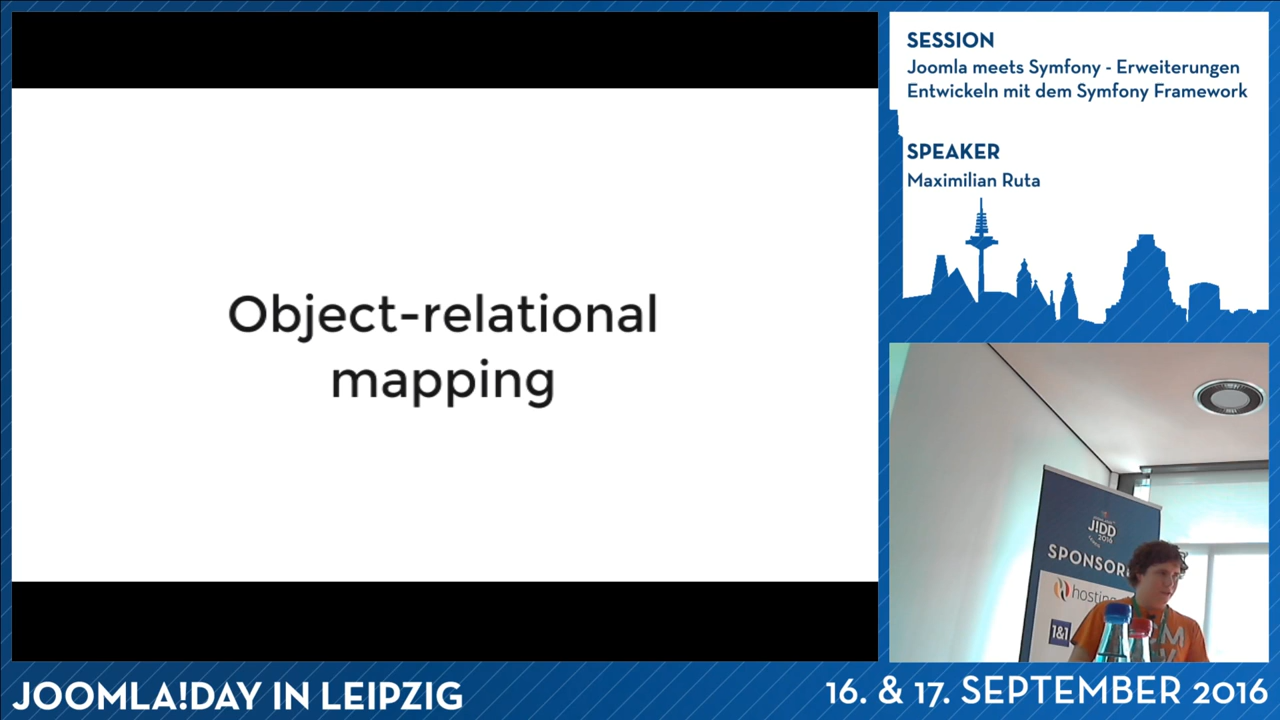 Object-relational
mapping
SESSION
Joomla meets Symfony - Erweiterungen
Entwickeln mit dem Symfony Framework
SPEAKER
Maximilian Ruta
J!DD
2016
SPONSOR
hosting
1&1
JOOMLA!DAY IN LEIPZIG
16. & 17. SEPTEMBER 2016